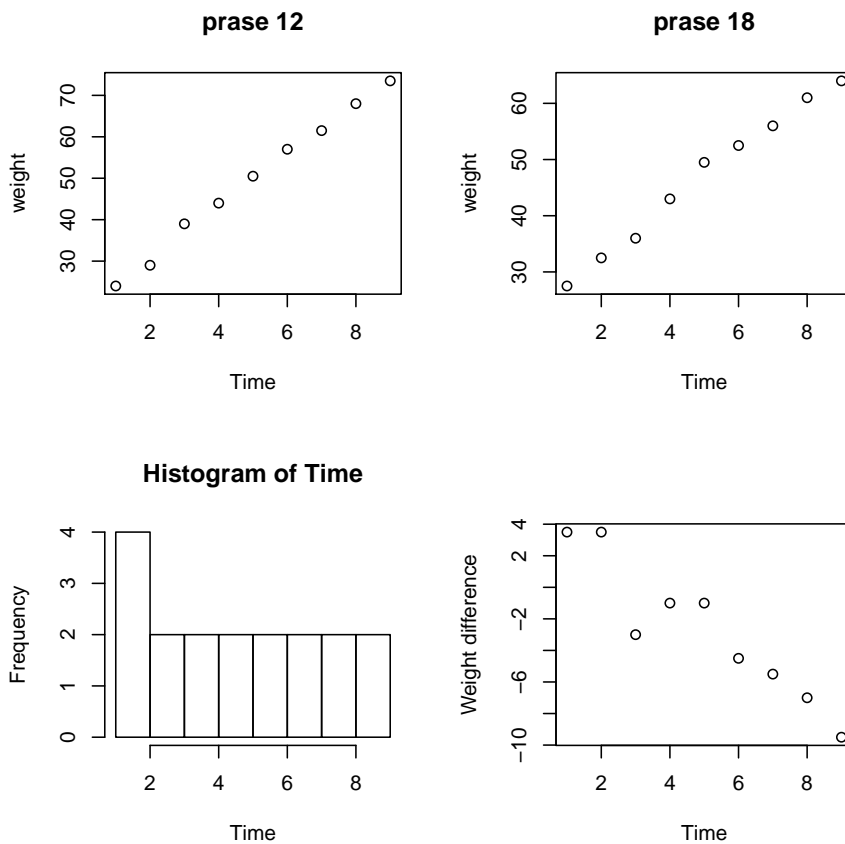 prase 12
weight
30 40 50 60 70
2 4 6 8
Time
prase 18
weight
30 40 50 60
2 4 6 8
Time
Histogram of Time
Frequency
0 1 2 3 4
2 4 6 8
Time
Weight difference
−10 −6 −2 2 4
2 4 6 8
Time